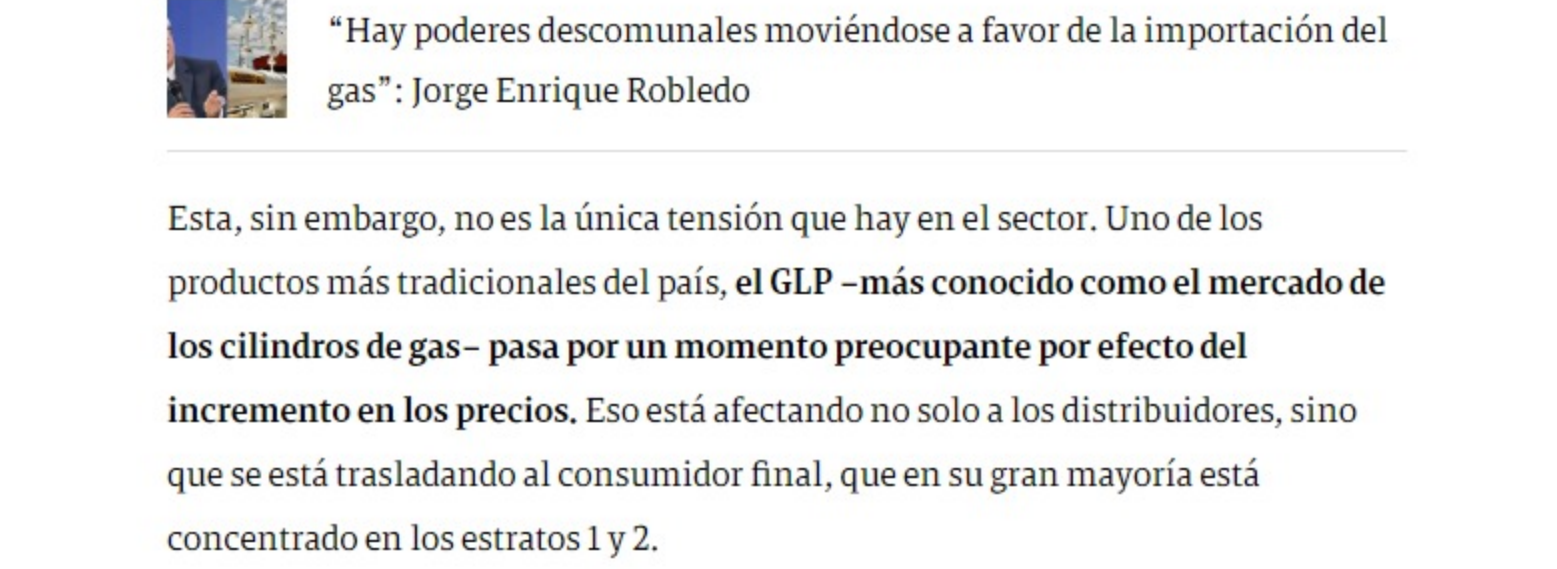 “Hay poderes descomunales moviéndose a favor de la importación del
gas”: Jorge Enrique Robledo
Esta, sin embargo, no es la única tensión que hay en el sector. Uno de los
productos más tradicionales del país, el GLP –más conocido como el mercado de
los cilindros de gas– pasa por un momento preocupante por efecto del
incremento en los precios. Eso está afectando no solo a los distribuidores, sino
que se está trasladando al consumidor final, que en su gran mayoría está
concentrado en los estratos 1 y 2.